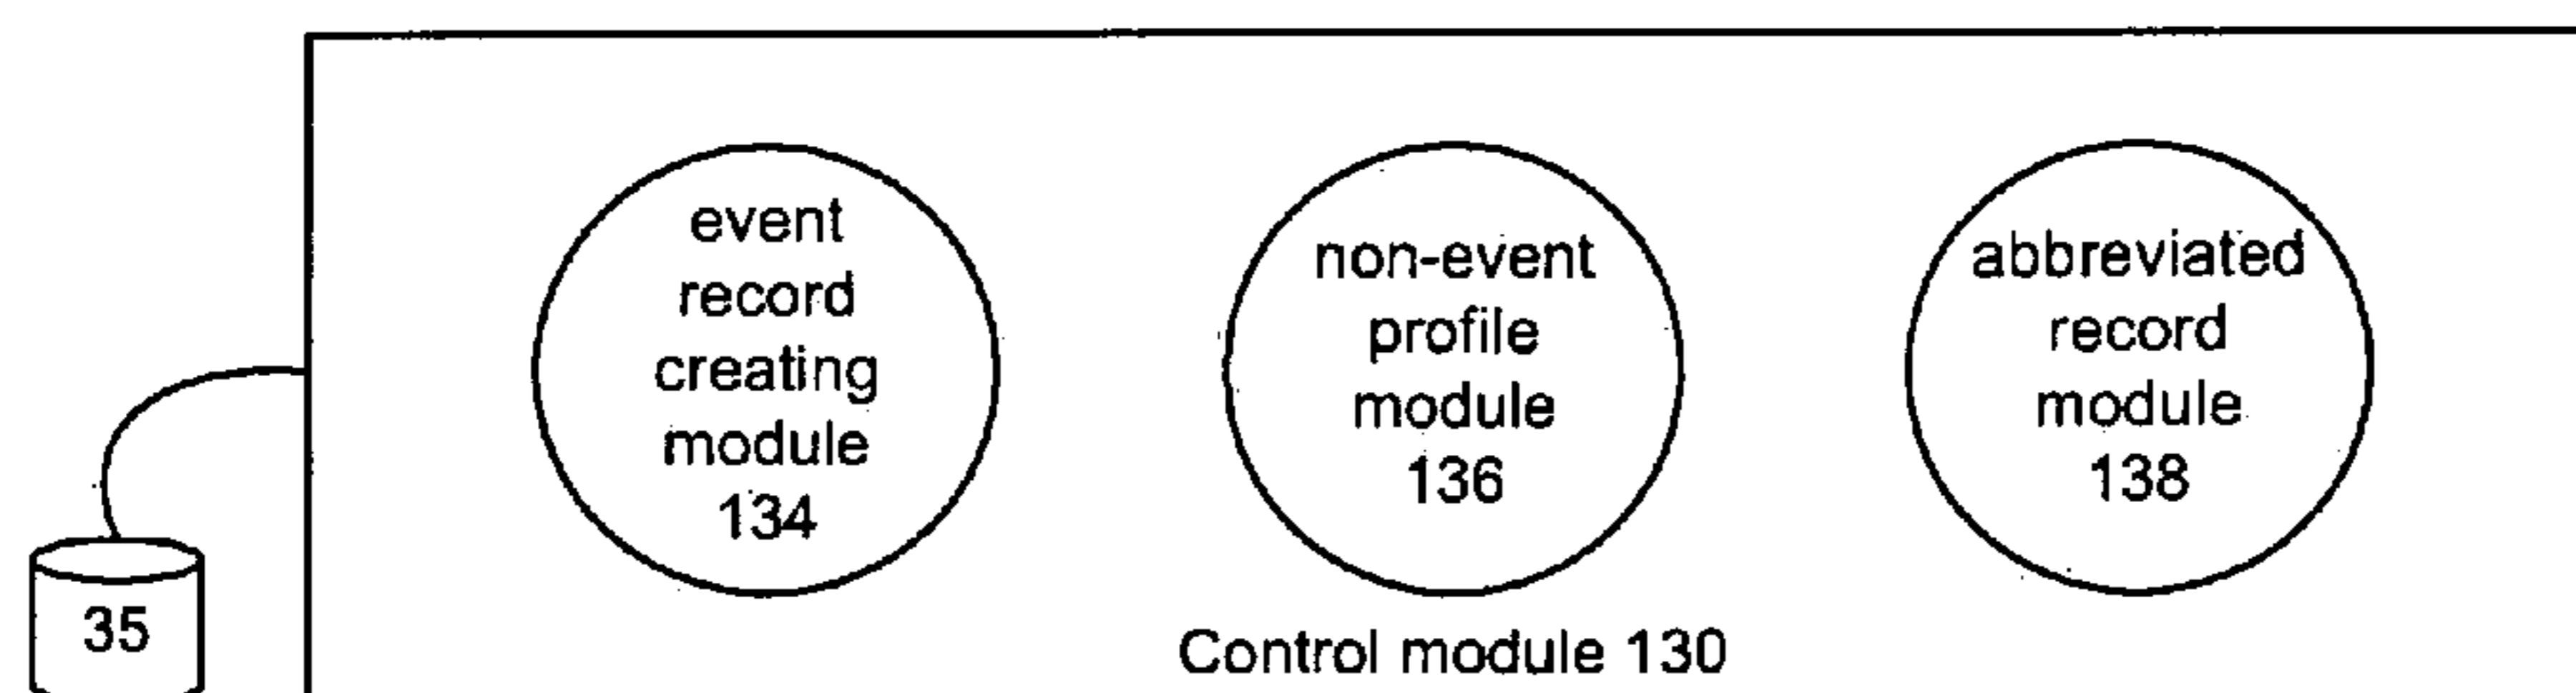 event
record
creating
module
134
non-event
profile
module
136
abbreviated
record
module
138
35
Control module 130